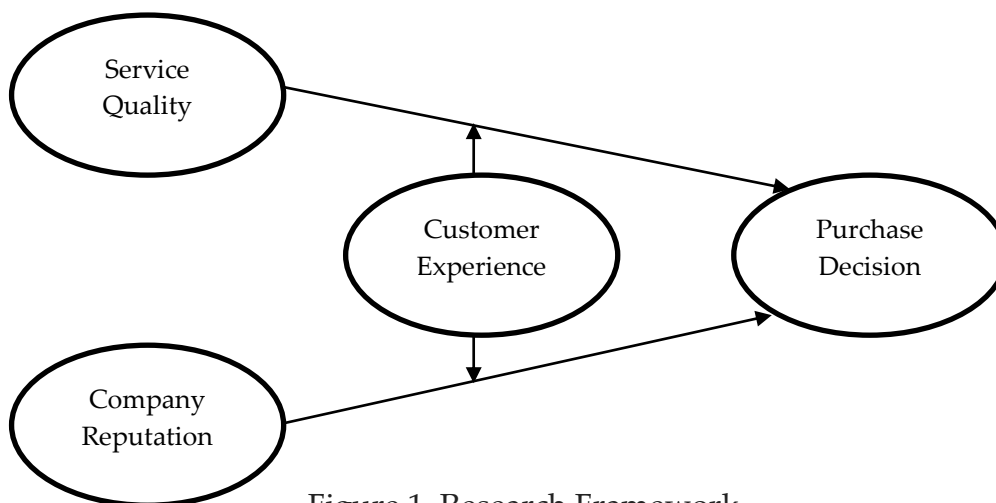 Service
Quality
Customer
Experience
Purchase
Decision
Company
Reputation
Figure 1. Research Framework